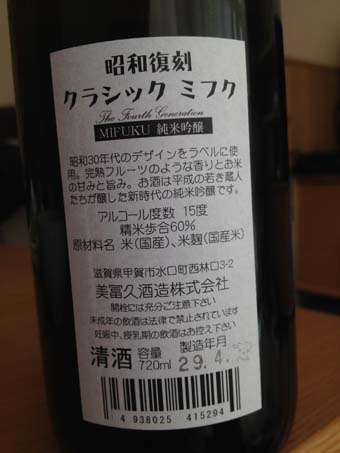 昭和復刻
クラシック ミフク
The Fourth Generation
MIFUKU 純米吟醸
昭和30年代のデザインをラベルに使
用。完熟フルーツのような香りとお米
の甘みと旨み。お酒は平成の若き蔵人
たちが醸した新時代の純米吟醸です。
アルコール度数 15度
精米歩合60%
原材料名 米(国産)、米麹(国産米)
滋賀県甲賀市水口町西林口3-2
美冨久酒造株式会社
開栓には充分ご注意下さい
未成年の飲酒は法律で禁止されています
妊娠中、授乳期の飲酒はお控え下さい
清酒 容量 720ml 製造年月 29.4.
4 938025 415294